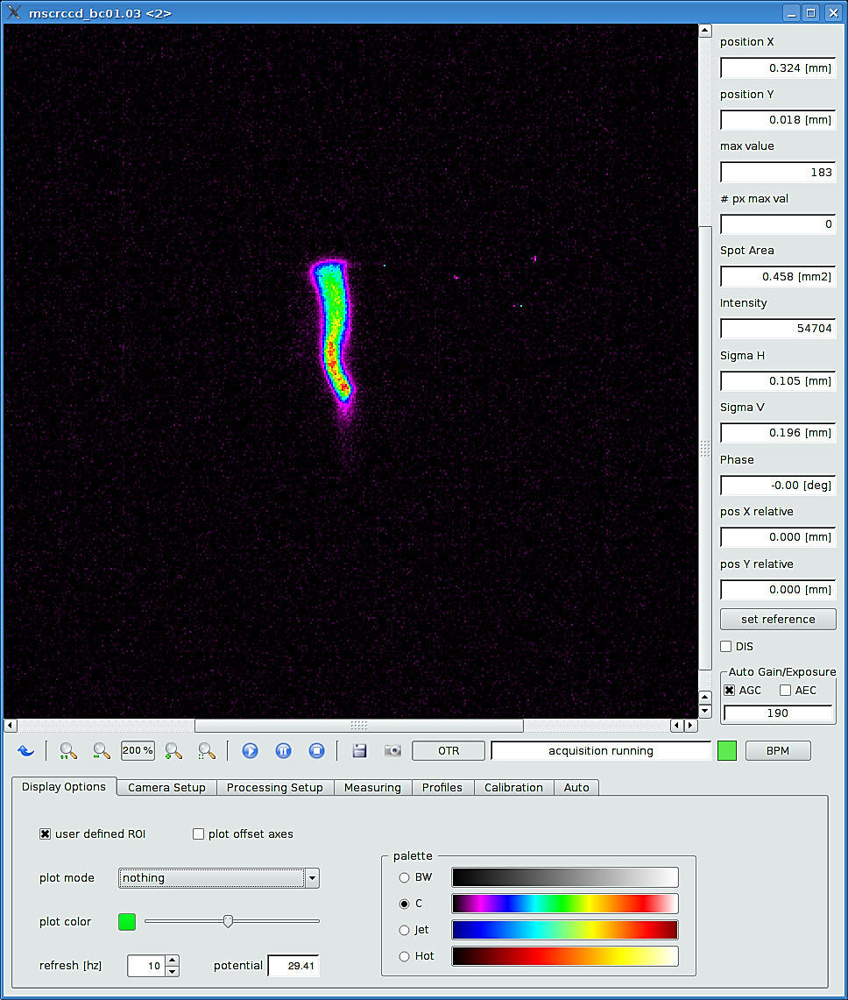 mscrccd_bc01.03 <2>
position X
0.324 [mm]
position Y
0.018 [mm]
max value
183
# px max val
0
Spot Area
0.458 [mm2]
Intensity
54704
Sigma H
0.105 [mm]
Sigma V
0.196 [mm]
Phase
-0.00 [deg]
pos X relative
0.000 [mm]
pos Y relative
0.000 [mm]
set reference
DIS
Auto Gain/Exposure
AGC AEC
190
1:1 200 % OTR acquisition running BPM
Display Options Camera Setup Processing Setup Measuring Profiles Calibration Auto
user defined ROI plot offset axes
plot mode nothing
plot color
refresh [hz] 10 potential 29.41
palette
BW
C
Jet
Hot